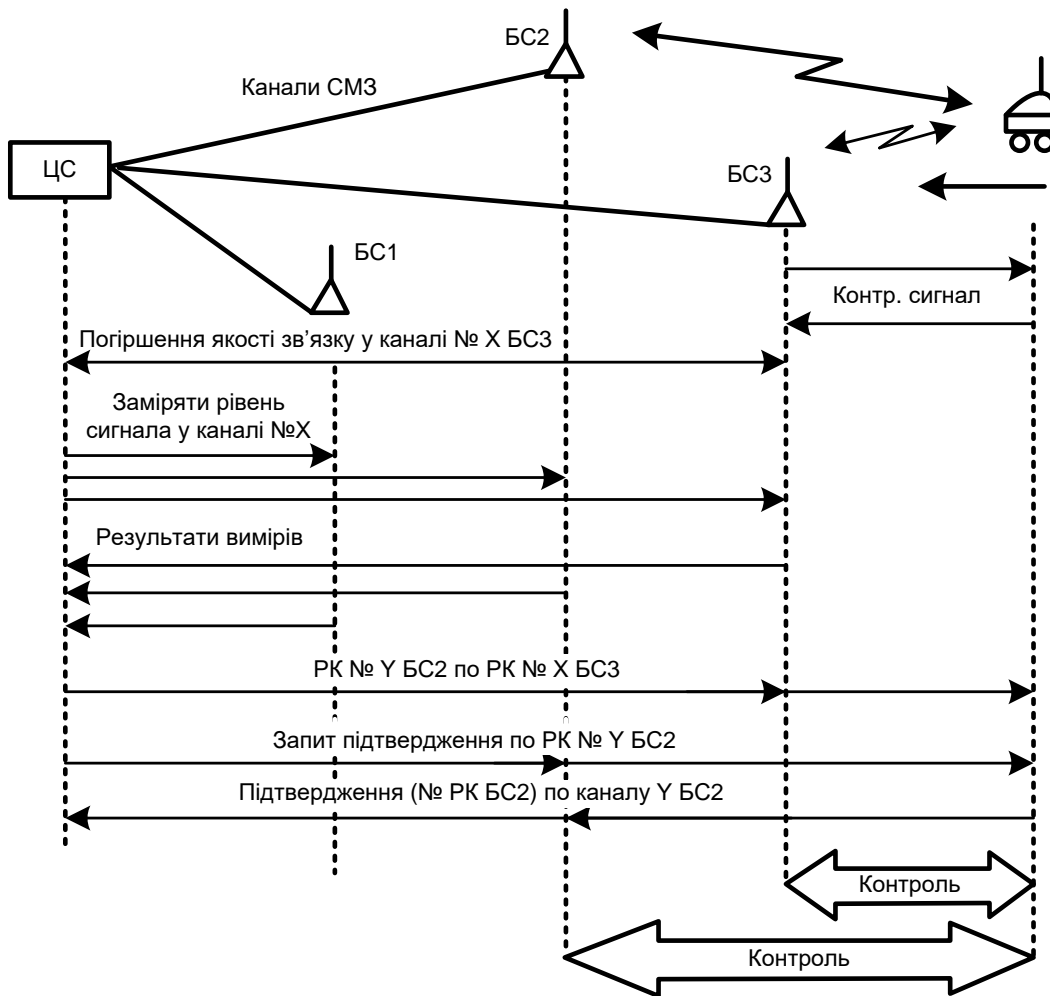 БС2
Канали СМЗ
ЦС
БС3
БС1
Контр. сигнал
Погіршення якості зв’язку у каналі № X БС3
Заміряти рівень
сигнала у каналі №X
Результати вимірів
РК № Y БС2 по РК № X БС3
Запит підтвердження по РК № Y БС2
Підтвердження (№ РК БС2) по каналу Y БС2
Контроль
Контроль